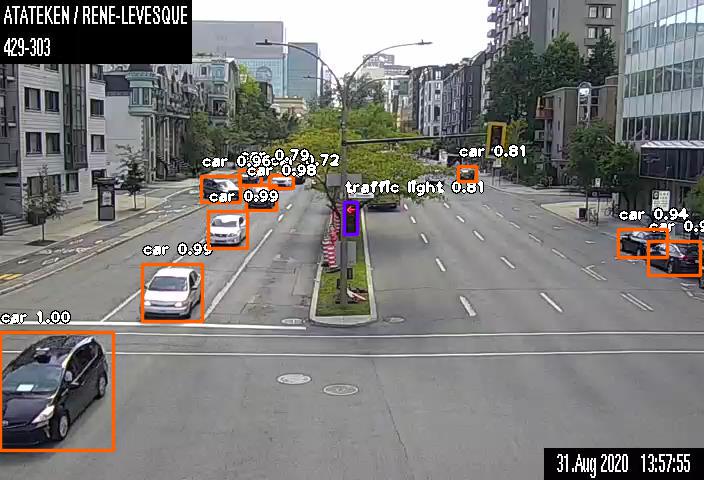 ATATEKEN / RENE-LEVESQUE
429-303
car 0.79
car 0.96
0.72
car 0.98
car 0.81
traffic light 0.81
car 0.99
car 0.94
car 0.99
car 1.00
31.Aug 2020 13:57:55